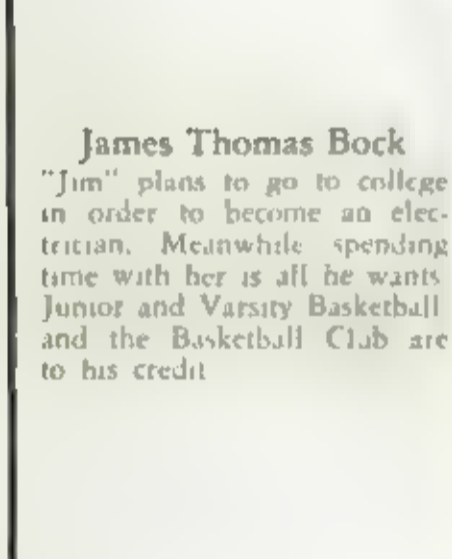 James Thomas Bock
"Jim" plans to go to college
in order to become an elec-
trician. Meanwhile spending
time with her is all he wants
Junior and Varsity Basketball
and the Basketball Club are
to his credit